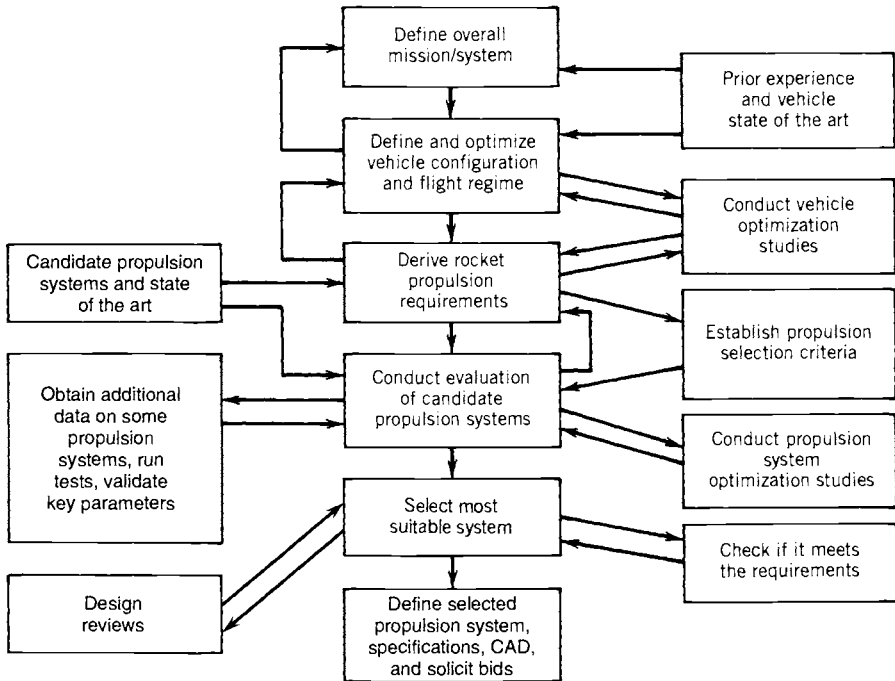 Define overall
mission/system
Prior experience
and vehicle
state of the art
Define and optimize
vehicle configuration
and flight regime
Conduct vehicle
optimization
studies
Candidate propulsion
systems and state
of the art
Derive rocket
propulsion
requirements
Establish propulsion
selection criteria
Obtain additional
data on some
propulsion
systems, run
tests, validate
key parameters
Conduct evaluation
of candidate
propulsion systems
Conduct propulsion
system
optimization studies
Select most
suitable system
Check if it meets
the requirements
Design
reviews
Define selected
propulsion system,
specifications, CAD,
and solicit bids